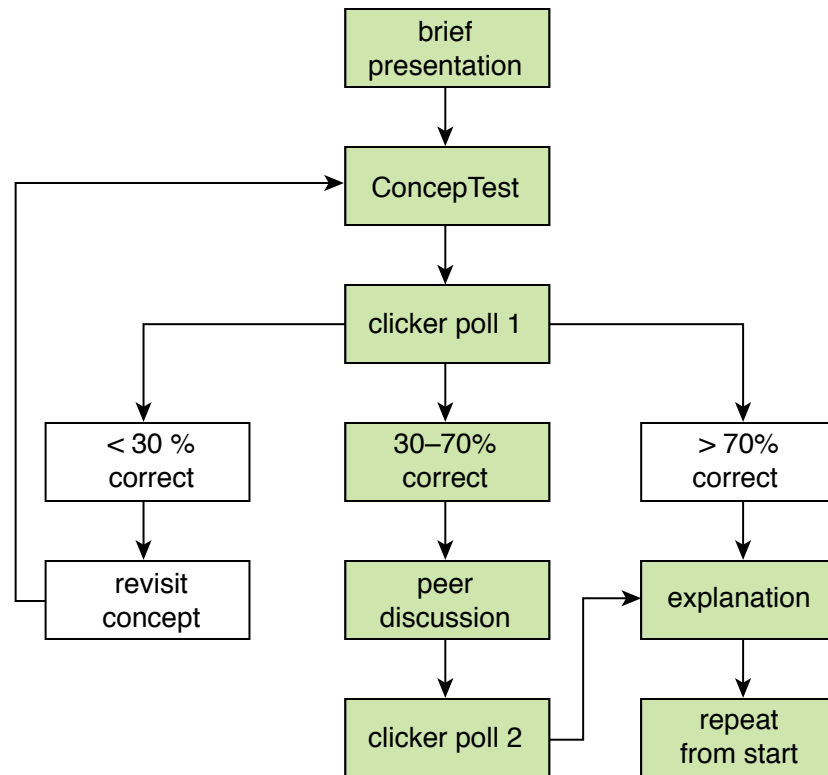 brief
presentation
ConcepTest
clicker poll 1
< 30 %
correct
30–70%
correct
> 70%
correct
revisit
concept
peer
discussion
explanation
clicker poll 2
repeat
from start